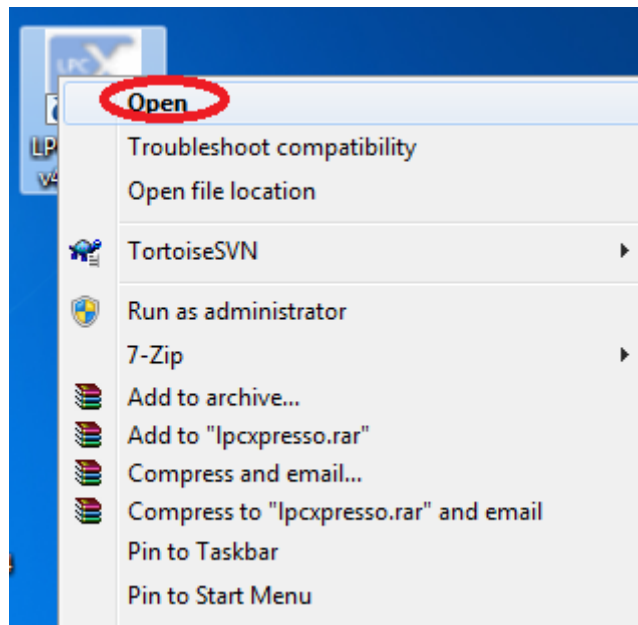 LPC
Open
Troubleshoot compatibility
Open file location
TortoiseSVN
Run as administrator
7-Zip
Add to archive...
Add to "lpcxpresso.rar"
Compress and email...
Compress to "lpcxpresso.rar" and email
Pin to Taskbar
Pin to Start Menu